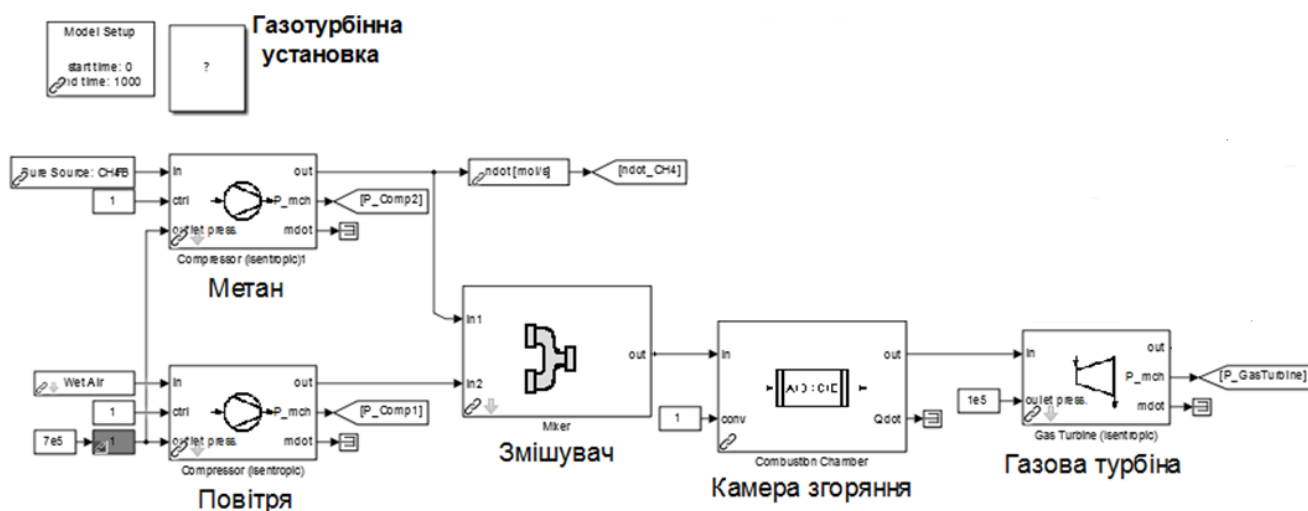 Model Setup
start time: 0
nd time: 1000
?
Газотурбінна
установка
ure Source: CH4FB
1
In
ctrl
outlet press.
out
P_mch
mdot
Compressor (Isentropic)1
Метан
[P_Comp2]
ndot [mol/s]
[ndot_CH4]
Wet Air
1
7e5
1
In
ctrl
outlet press.
out
P_mch
mdot
Compressor (Isentropic)
Повітря
[P_Comp1]
In1
In2
out
Mixer
Змішувач
1
In
conv
out
Qdot
Combustion Chamber
Камера згоряння
1e5
In
outlet press.
out
P_mch
mdot
Gas Turbine (Isentropic)
Газова турбіна
[P_GasTurbine]